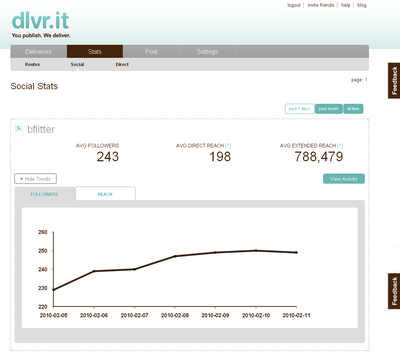 logout | invite friends | help | blog
dlvr.it
You publish. We deliver.
Deliveries Stats Post Settings
Routes Social Direct
Social Stats
page: 1
past 7 days past month all time
bflitter
AVG FOLLOWERS AVG DIRECT REACH [?] AVG EXTENDED REACH [?]
243 198 788,479
Hide Trends View Activity
FOLLOWERS REACH
260
250
240
230
220
2010-02-05 2010-02-06 2010-02-07 2010-02-08 2010-02-09 2010-02-10 2010-02-11
Feedback
Feedback